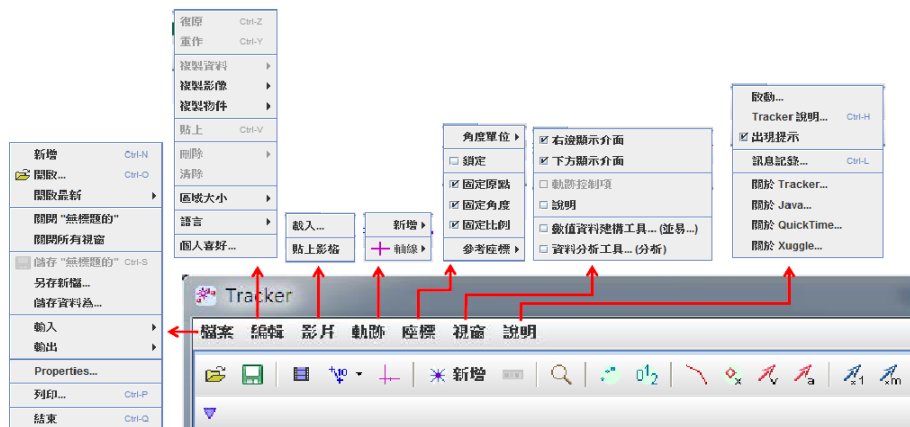 復原 Ctrl-Z
重作 Ctrl-Y
複製資料
複製影像
複製物件
貼上 Ctrl-V
刪除
清除
區域大小
語言
個人喜好...
啟動...
Tracker 說明... Ctrl-H
出現提示
訊息記錄... Ctrl-L
關於 Tracker...
關於 Java...
關於 QuickTime...
關於 Xuggle...
角度單位
鎖定
固定原點
固定角度
固定比例
參考座標
右邊顯示介面
下方顯示介面
軌跡控制項
說明
數值資料建構工具...(並易...)
資料分析工具...(分析)
新增 Ctrl-N
開啟... Ctrl-O
開啟最新
關閉 "無標題的"
關閉所有視窗
儲存 "無標題的" Ctrl-S
另存新檔...
儲存資料為...
輸入
輸出
Properties...
列印... Ctrl-P
結束 Ctrl-Q
載入...
貼上影格
新增
軸線
Tracker
檔案 編輯 影片 軌跡 座標 視窗 說明
新增